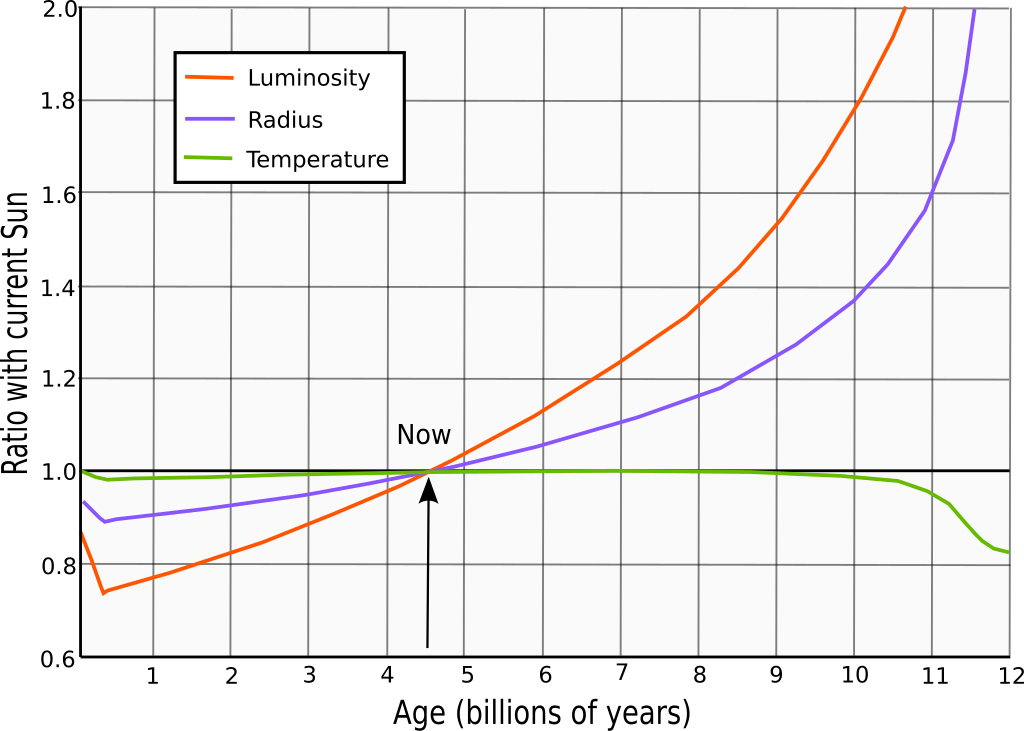 2.0
1.8
1.6
1.4
1.2
1.0
0.8
0.6
Ratio with current Sun
Luminosity
Radius
Temperature
Now
1 2 3 4 5 6 7 8 9 10 11 12
Age (billions of years)